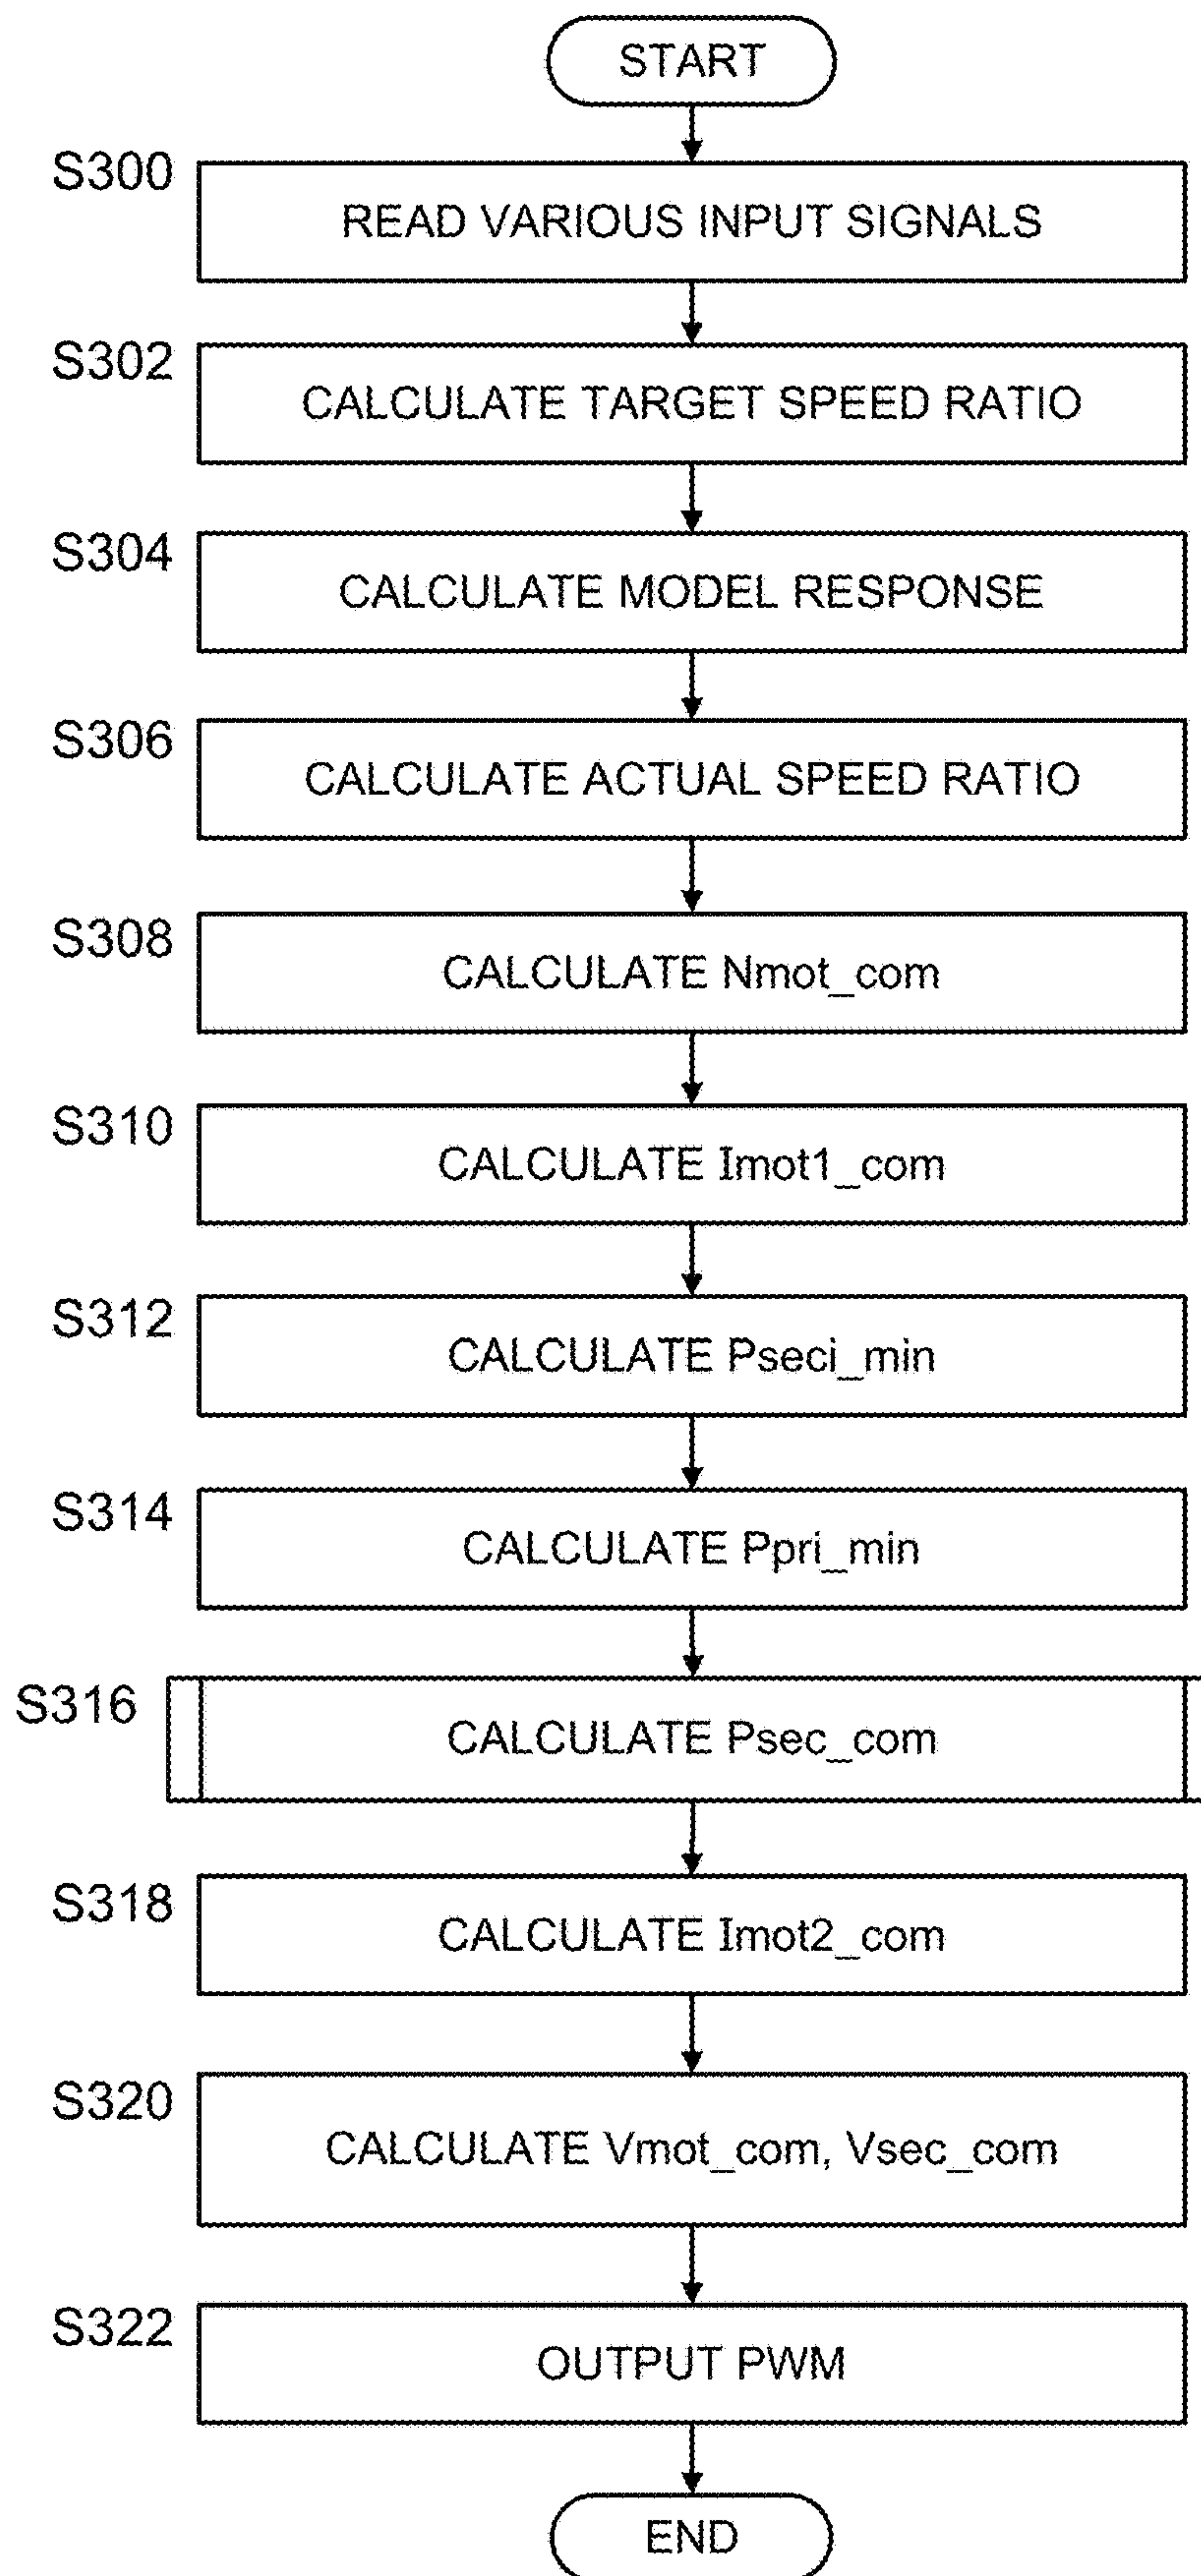 START
S300
READ VARIOUS INPUT SIGNALS
S302
CALCULATE TARGET SPEED RATIO
S304
CALCULATE MODEL RESPONSE
S306
CALCULATE ACTUAL SPEED RATIO
S308
CALCULATE Nmot_com
S310
CALCULATE Imot1_com
S312
CALCULATE Pseci_min
S314
CALCULATE Ppri_min
S316
CALCULATE Psec_com
S318
CALCULATE Imot2_com
S320
CALCULATE Vmot_com, Vsec_com
S322
OUTPUT PWM
END